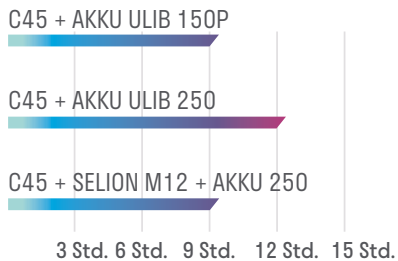 C45 + AKKU ULIB 150P
C45 + AKKU ULIB 250
C45 + SELION M12 + AKKU 250
3 Std. 6 Std. 9 Std. 12 Std. 15 Std.